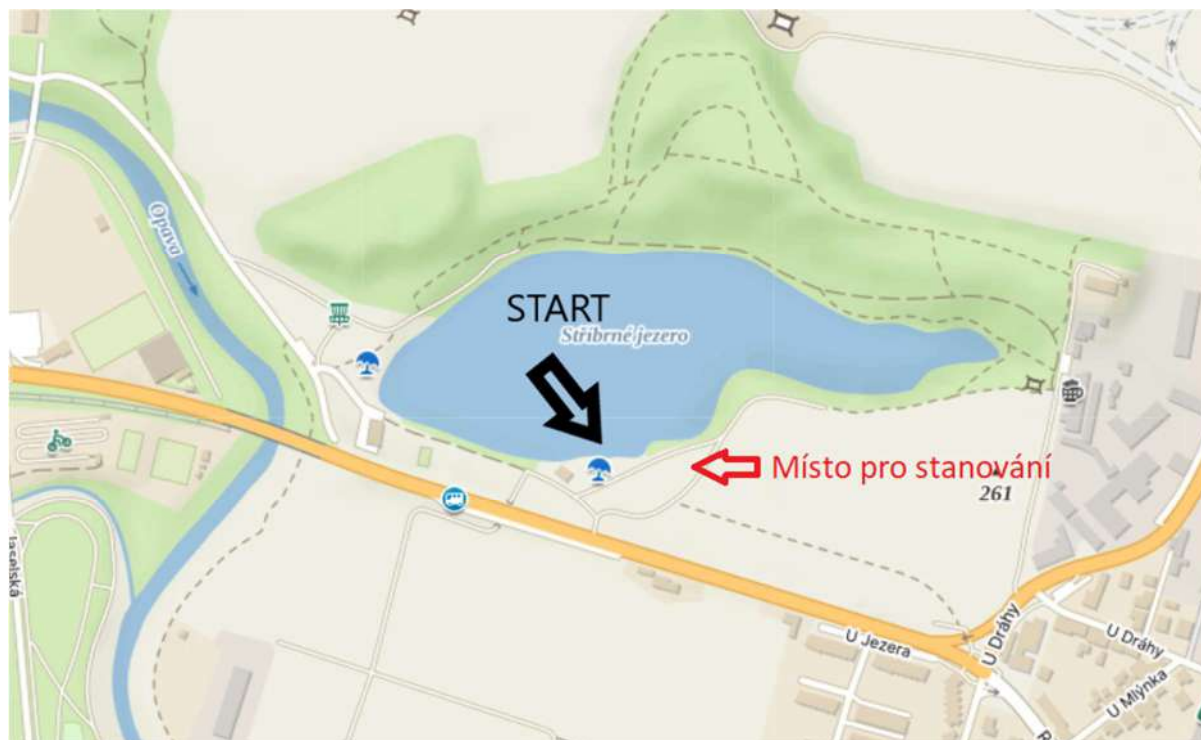 Opava
START
Stříbrné jezero
Místo pro stanování
261
U Jezera
U Dráhy
U Dráhy
U Mlýnka